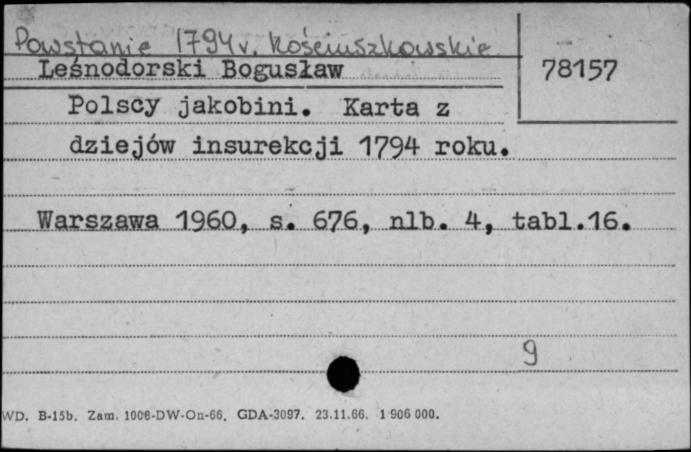 Powstanie 1794 r. Kościuszkowskie
Leśnodorski Bogusław
78157
Polscy jakobini. Karta z
dziejów insurekcji 1794 roku.
Warszawa 1960, s. 676, nlb. 4, tabl.16.
9
WD. B-15b. Zam. 1006-DW-On-66. GDA-3097. 23.11.66. 1 906 000.